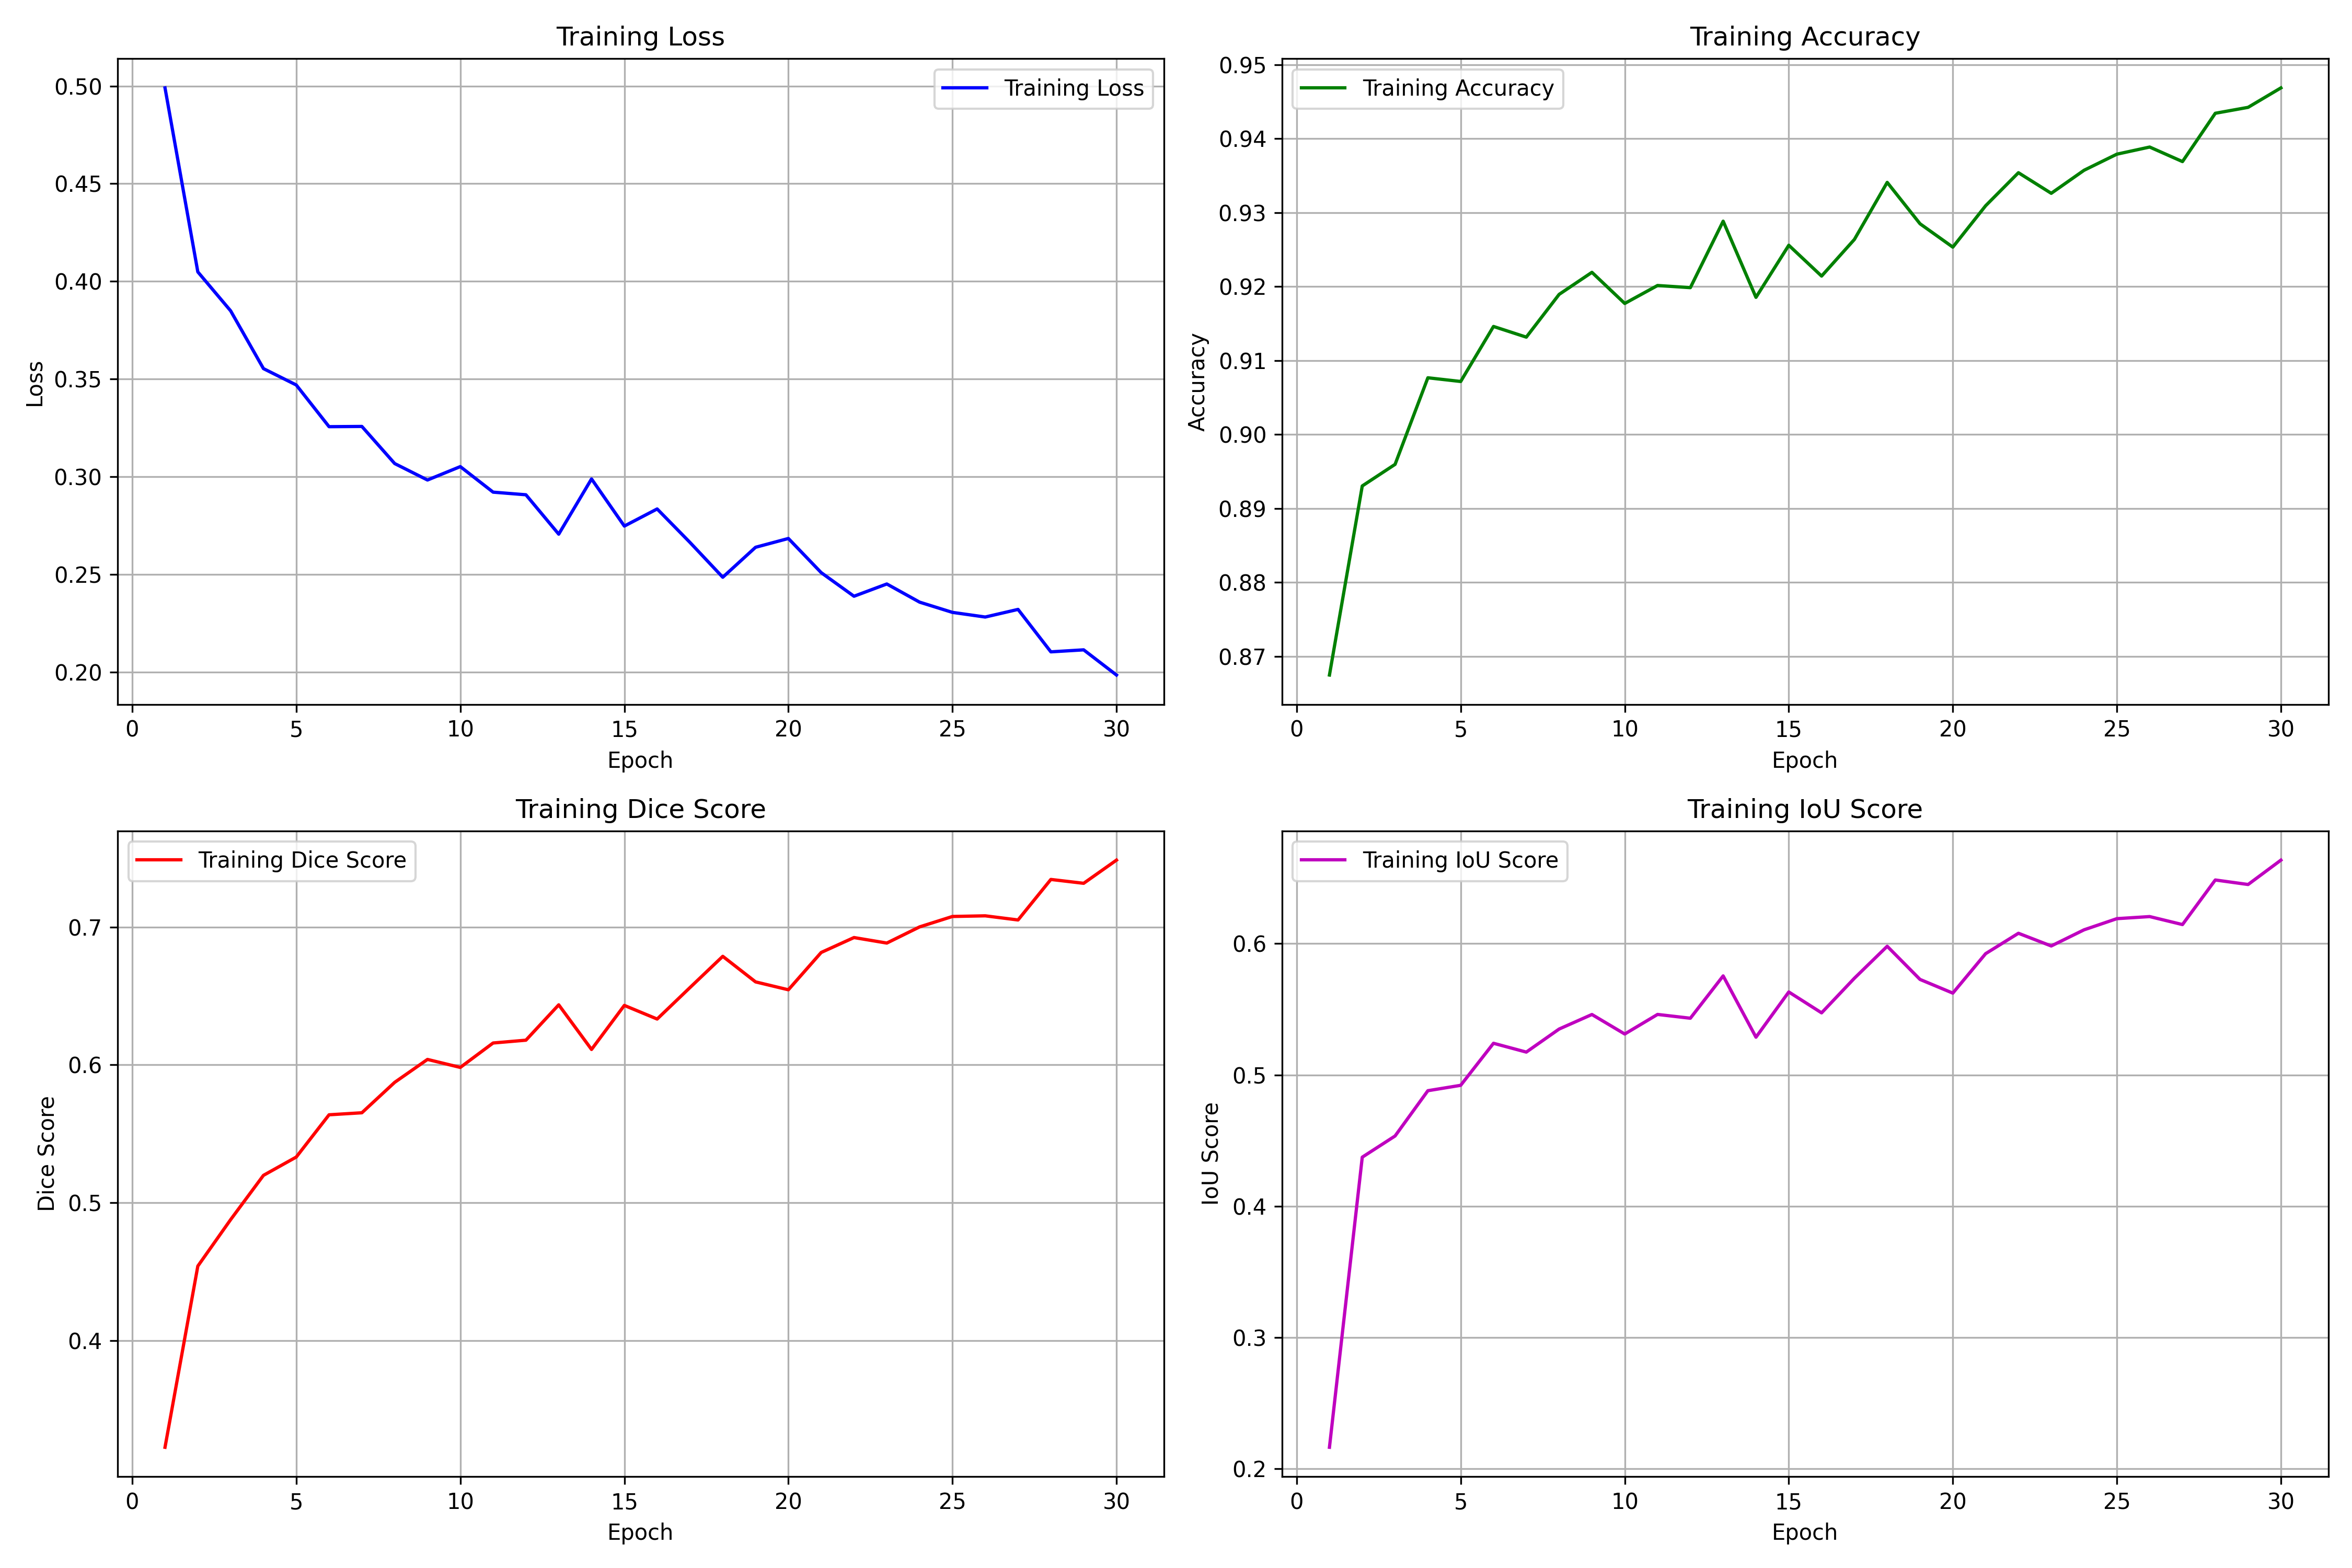 Training Loss
Training Loss
0.50
0.45
0.40
0.35
0.30
0.25
0.20
Loss
0 5 10 15 20 25 30
Epoch
Training Accuracy
Training Accuracy
0.95
0.94
0.93
0.92
0.91
0.90
0.89
0.88
0.87
Accuracy
0 5 10 15 20 25 30
Epoch
Training Dice Score
Training Dice Score
0.7
0.6
0.5
0.4
Dice Score
0 5 10 15 20 25 30
Epoch
Training IoU Score
Training IoU Score
0.6
0.5
0.4
0.3
0.2
IoU Score
0 5 10 15 20 25 30
Epoch